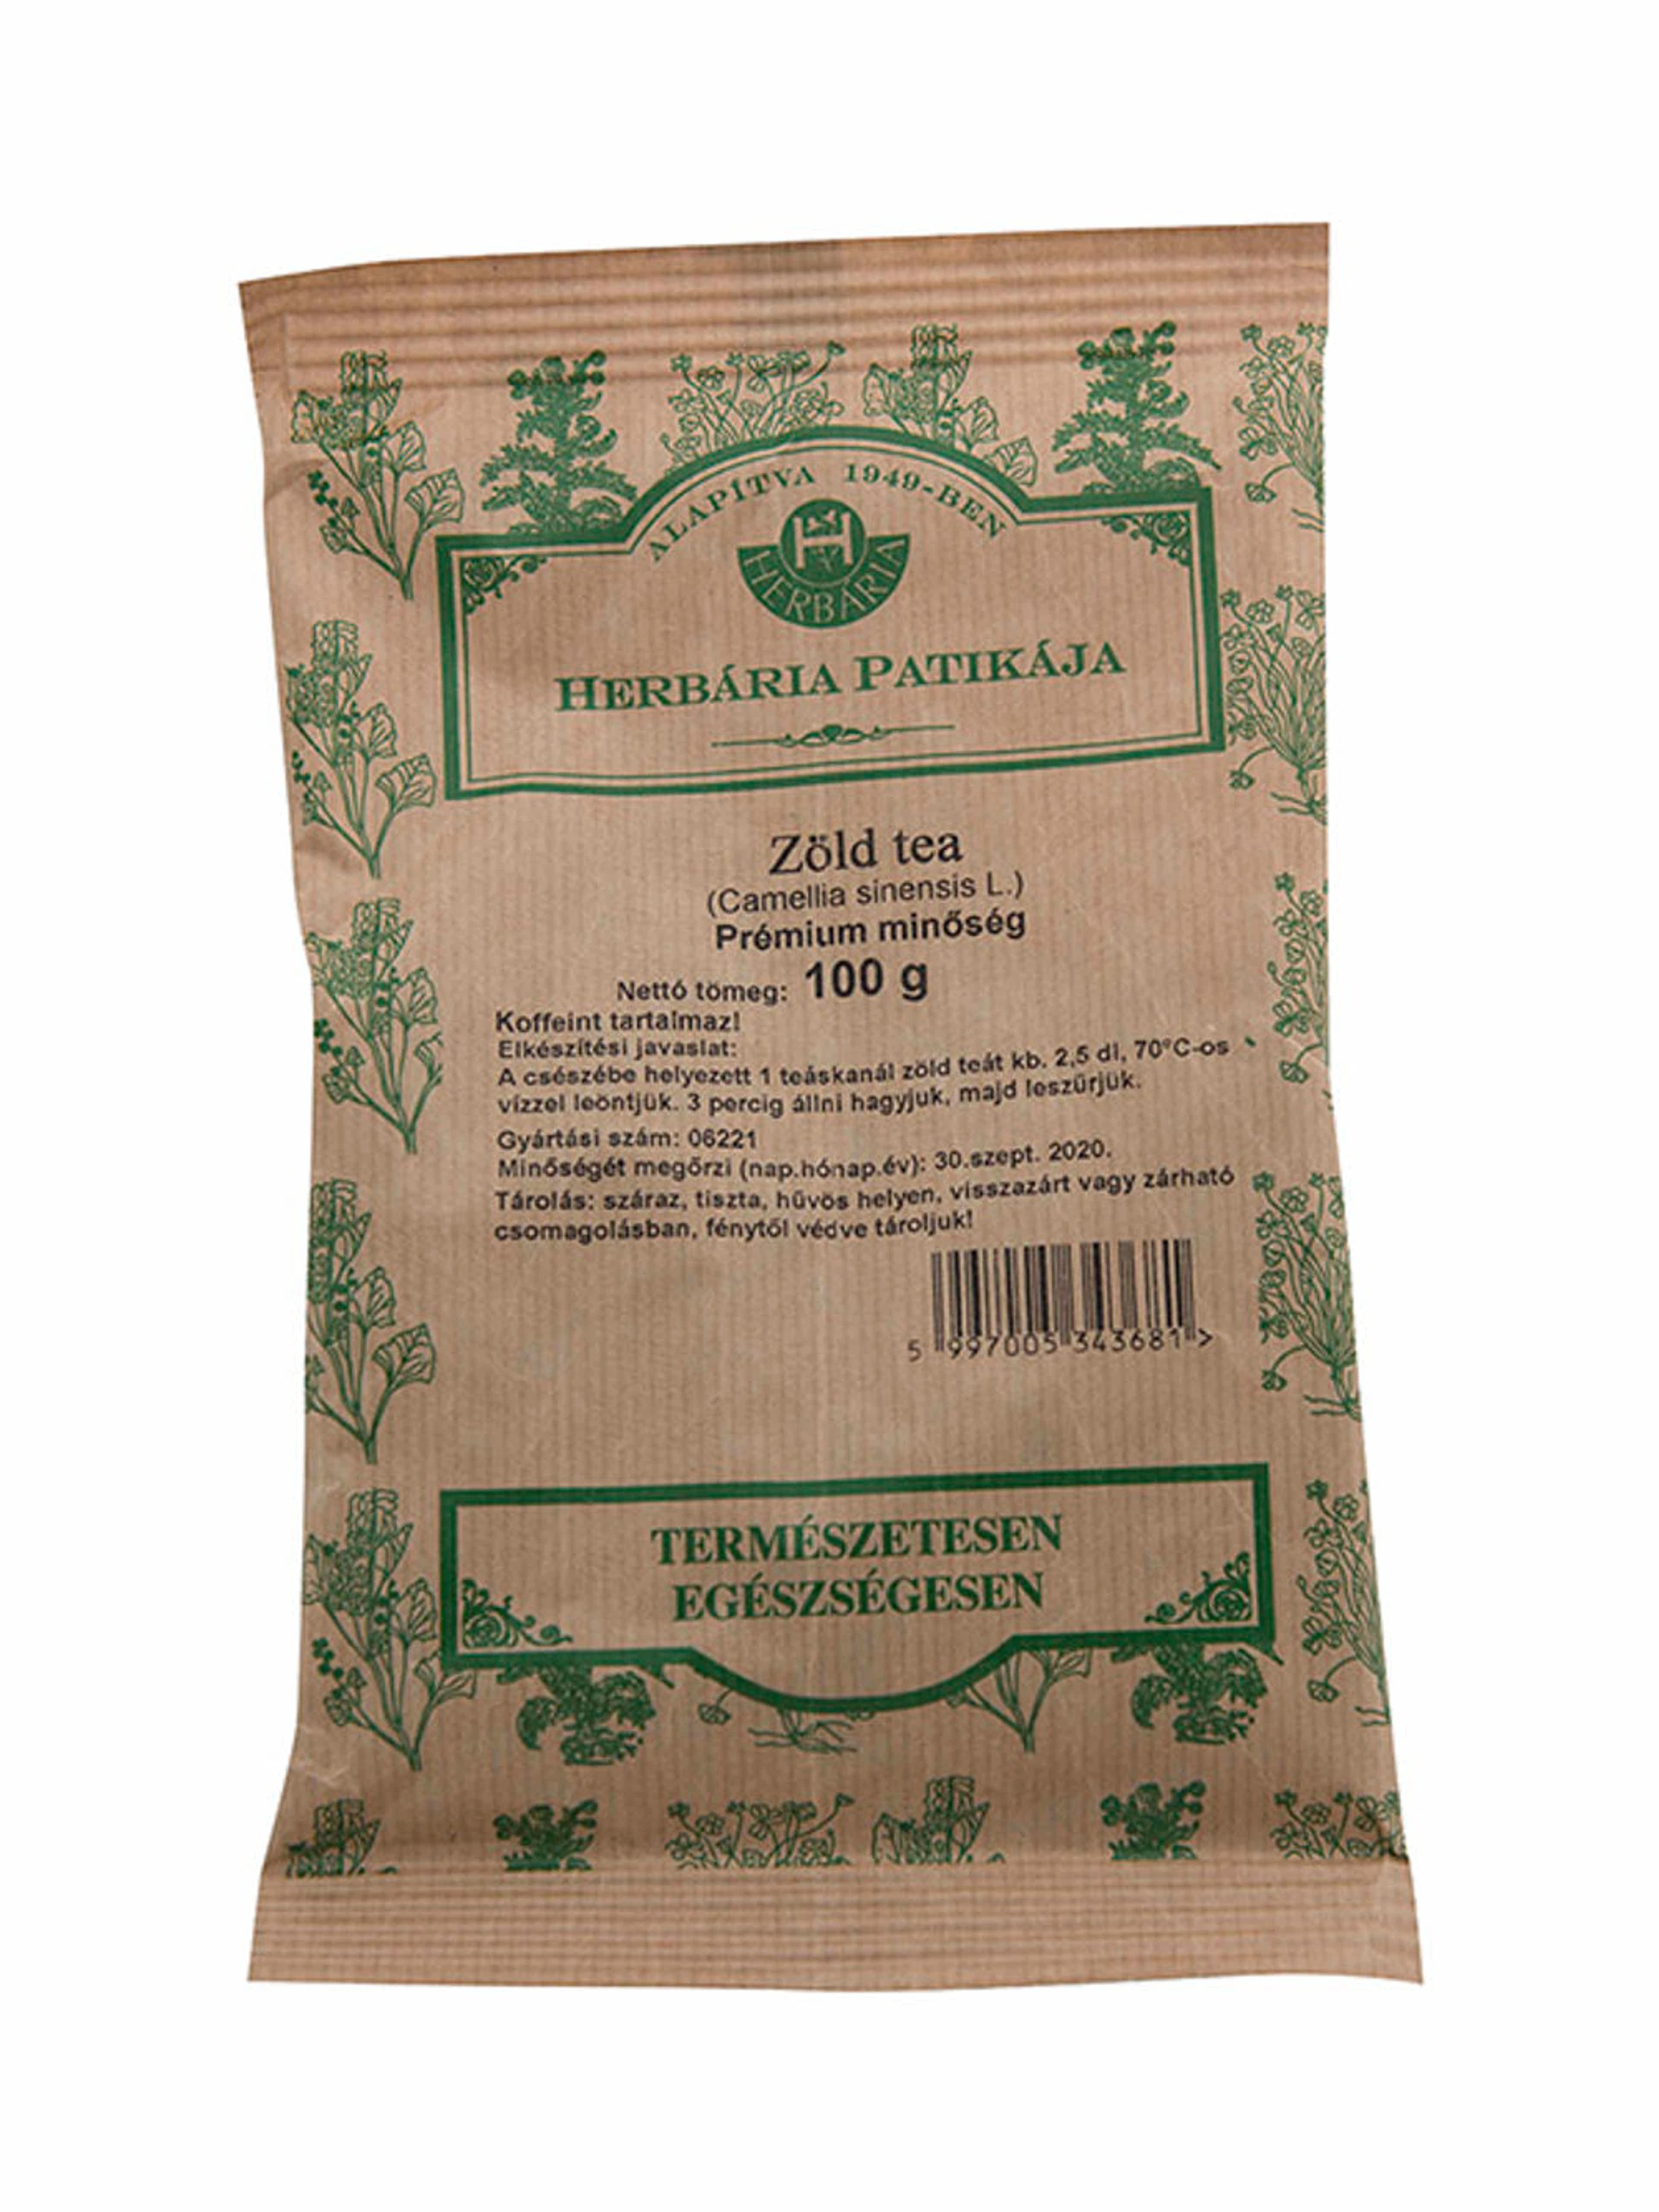 ALAPÍTVA 1949-BEN
H
HERBÁRIA
HERBÁRIA PATIKÁJA
Zöld tea
(Camellia sinensis L.)
Prémium minőség
Nettó tömeg: 100 g
Koffeint tartalmaz!
Elkészítési javaslat:
A csészébe helyezett 1 teáskanál zöld teát kb. 2,5 dl, 70°C-os
vízzel leöntjük. 3 percig állni hagyjuk, majd leszűrjük.
Gyártási szám: 06221
Minőségét megőrzi (nap.hónap.év): 30.szept. 2020.
Tárolás: száraz, tiszta, hűvös helyen, visszazárt vagy zárható
csomagolásban, fénytől védve tároljuk!
5 997005 343681 >
TERMÉSZETESEN
EGÉSZSÉGESEN